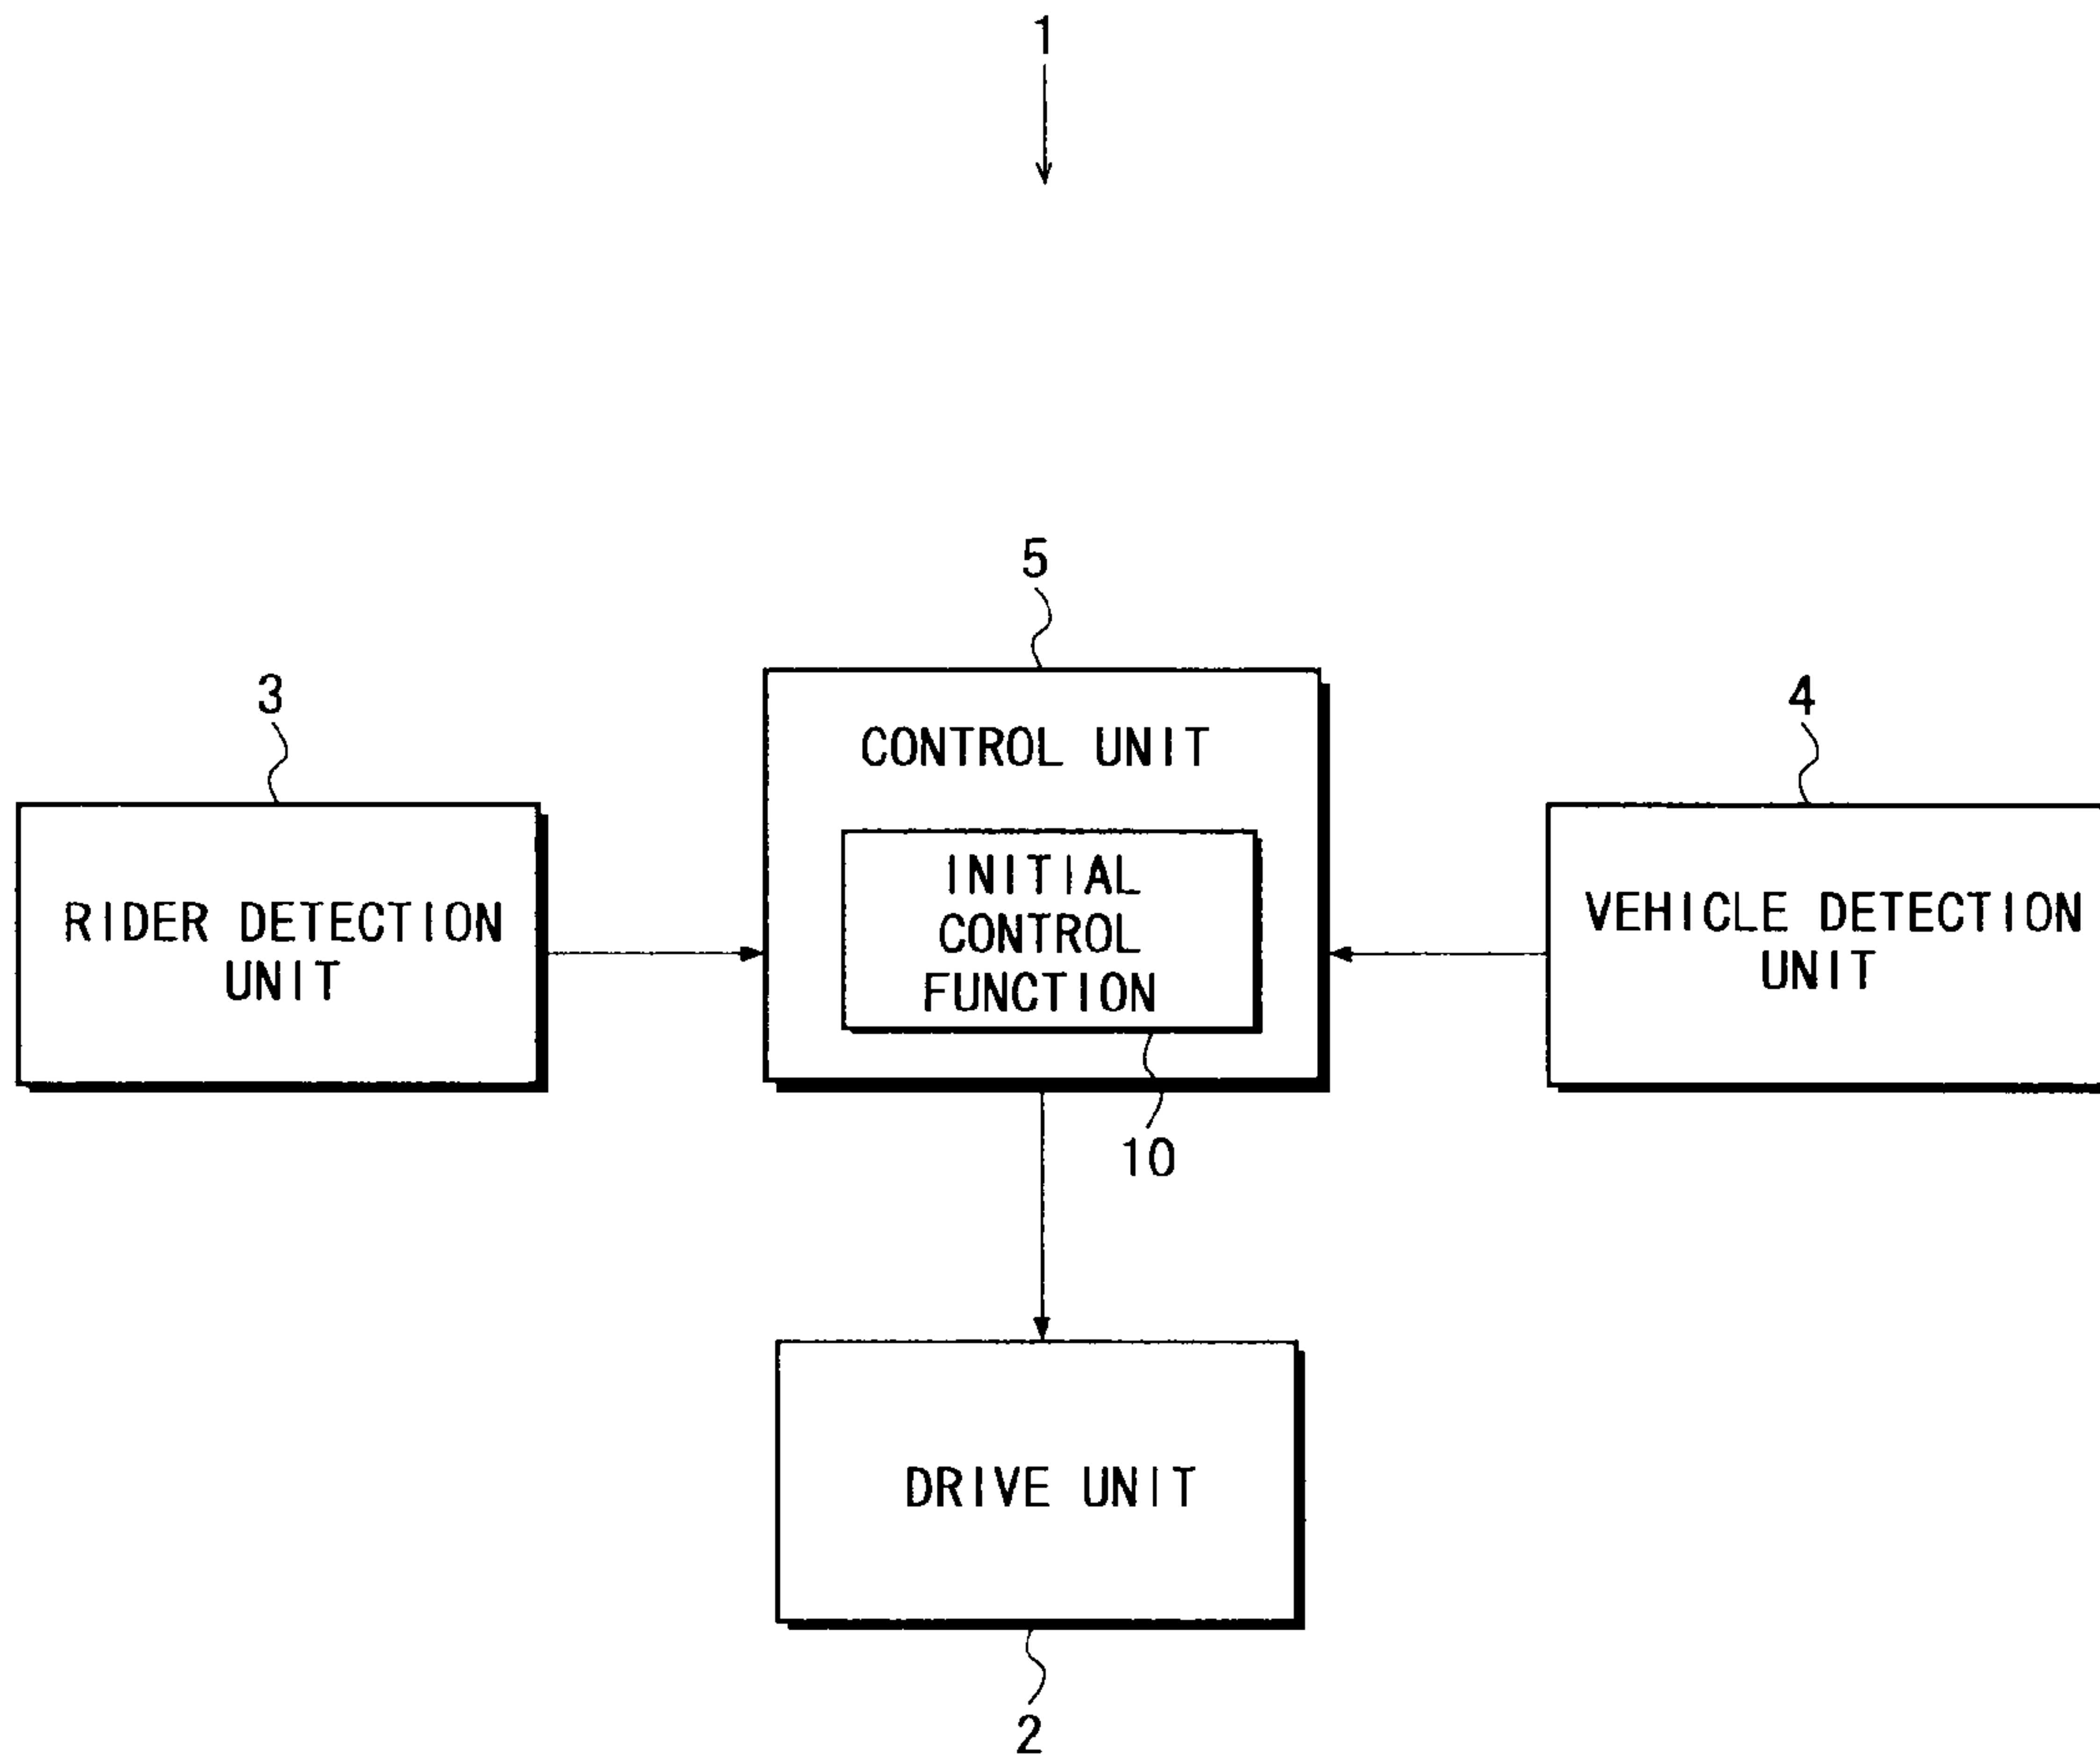 1
5
3
4
CONTROL UNIT
INITIAL
CONTROL
FUNCTION
RIDER DETECTION
UNIT
VEHICLE DETECTION
UNIT
10
DRIVE UNIT
2